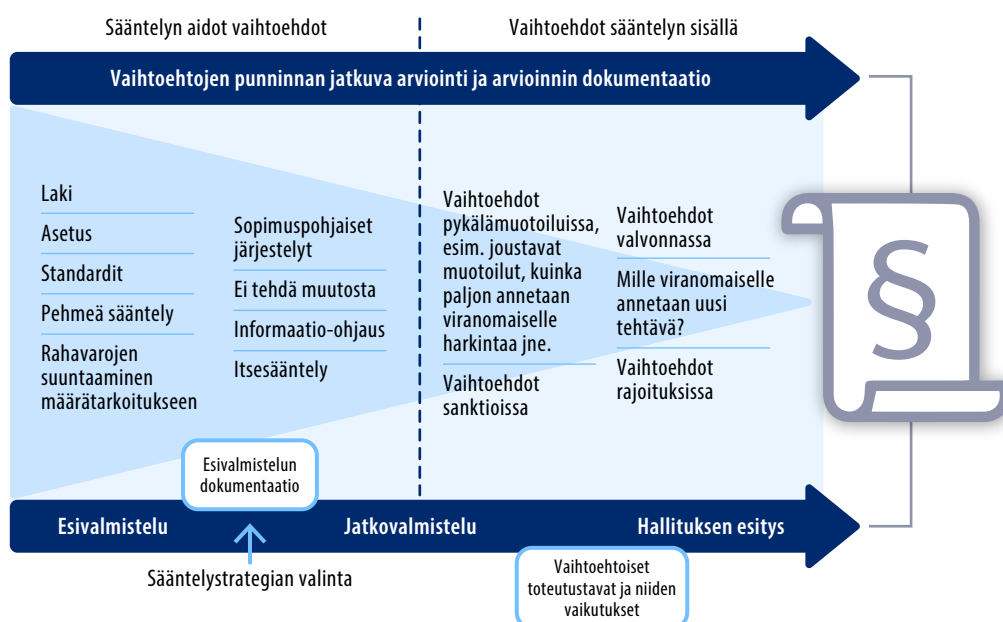 Sääntelyn aidot vaihtoehdot
Vaihtoehdot sääntelyn sisällä
Vaihtoehtojen punninnan jatkuva arviointi ja arvioinnin dokumentaatio
Laki
Asetus
Standardit
Pehmeä sääntely
Rahavarojen
suuntaaminen
määrätarkoitukseen
Sopimuspohjaiset
järjestelyt
Ei tehdä muutosta
Informaatio-ohjaus
Itsesääntely
Vaihtoehdot
pykälämuotoiluissa,
esim. joustavat
muotoilut, kuinka
paljon annetaan
viranomaiselle
harkintaa jne.
Vaihtoehdot
sanktioissa
Vaihtoehdot
valvonnassa
Mille viranomaiselle
annetaan uusi
tehtävä?
Vaihtoehdot
rajoituksissa
§
Esivalmistelun
dokumentaatio
Esivalmistelu
Jatkovalmistelu
Hallituksen esitys
Sääntelystrategian valinta
Vaihtoehtoiset
toteutustavat ja niiden
vaikutukset